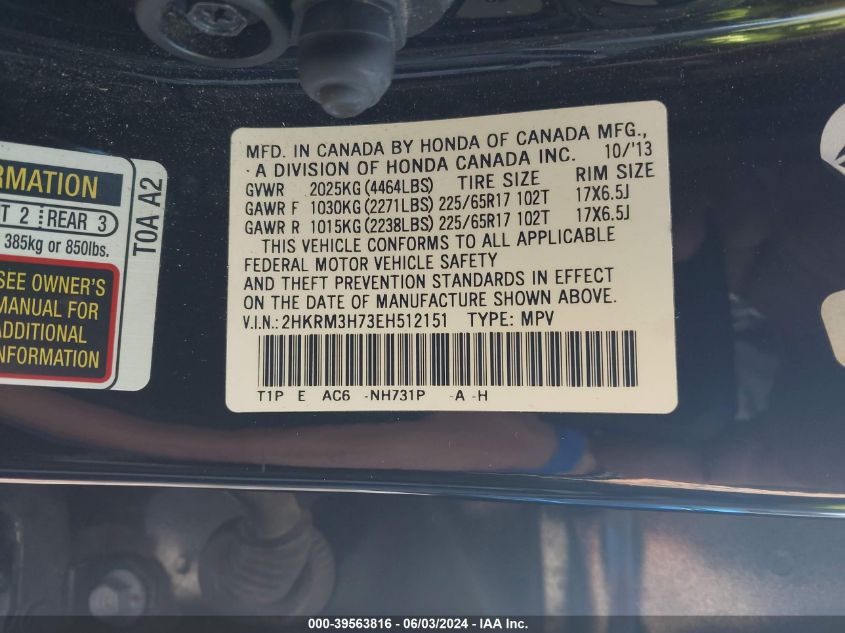 RMATION
T 2 REAR 3
385kg or 850lbs.
SEE OWNER'S
MANUAL FOR
ADDITIONAL
INFORMATION
T0A A2
MFD. IN CANADA BY HONDA OF CANADA MFG.,
A DIVISION OF HONDA CANADA INC. 10/'13
GVWR 2025KG (4464LBS) TIRE SIZE RIM SIZE
GAWR F 1030KG (2271LBS) 225/65R17 102T 17X6.5J
GAWR R 1015KG (2238LBS) 225/65R17 102T 17X6.5J
THIS VEHICLE CONFORMS TO ALL APPLICABLE
FEDERAL MOTOR VEHICLE SAFETY
AND THEFT PREVENTION STANDARDS IN EFFECT
ON THE DATE OF MANUFACTURE SHOWN ABOVE.
V.I.N.: 2HKRM3H73EH512151 TYPE: MPV
T1P E AC6 -NH731P -A -H
000-39563816 - 06/03/2024 - IAA Inc.